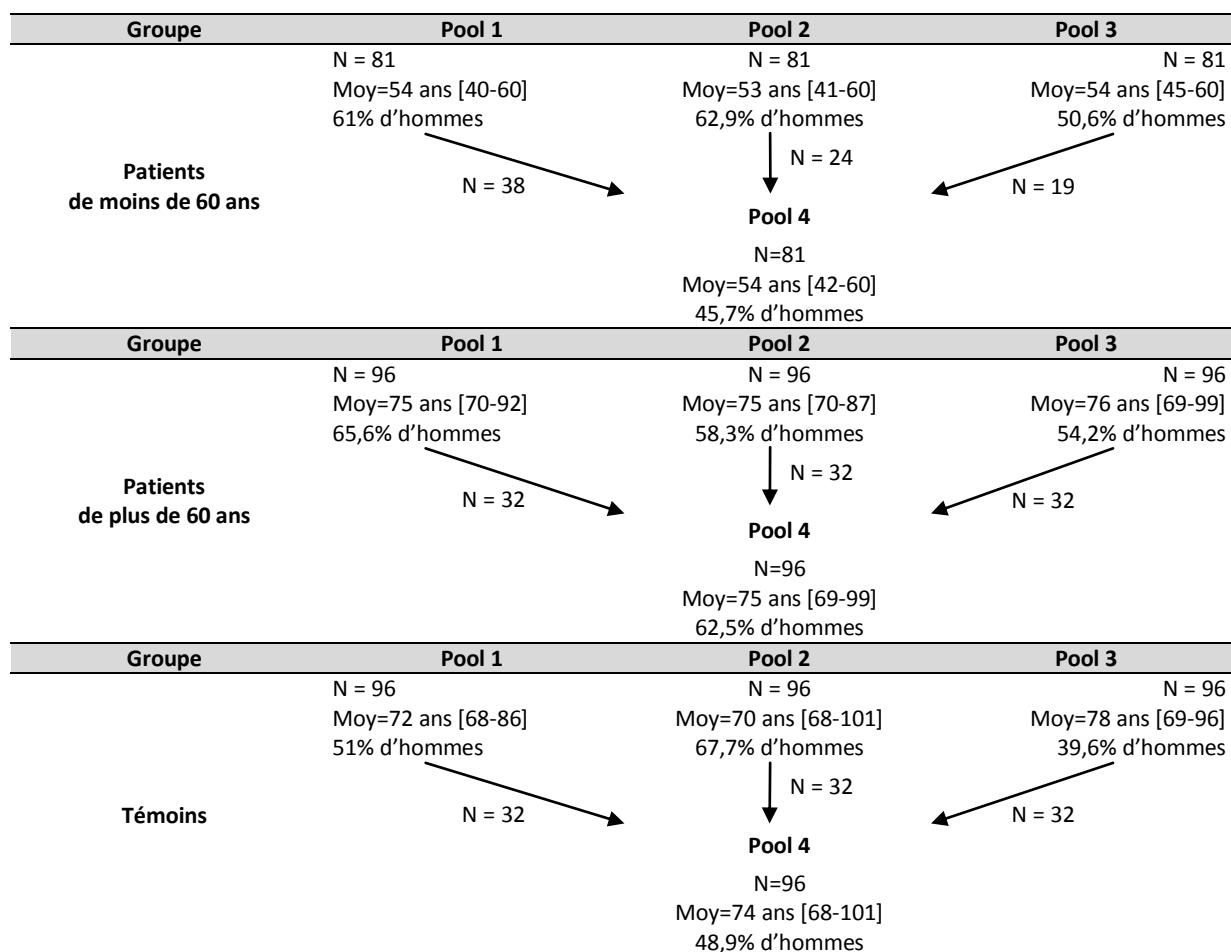 Groupe Pool 1 Pool 2 Pool 3
N = 81 N = 81 N = 81
Moy=54 ans [40-60] Moy=53 ans [41-60] Moy=54 ans [45-60]
61% d’hommes 62,9% d’hommes 50,6% d’hommes
N = 24
Patients
de moins de 60 ans
N = 38 N = 19
Pool 4
N=81
Moy=54 ans [42-60]
45,7% d’hommes
Groupe Pool 1 Pool 2 Pool 3
N = 96 N = 96 N = 96
Moy=75 ans [70-92] Moy=75 ans [70-87] Moy=76 ans [69-99]
65,6% d’hommes 58,3% d’hommes 54,2% d’hommes
N = 32
Patients
de plus de 60 ans
N = 32 N = 32
Pool 4
N=96
Moy=75 ans [69-99]
62,5% d’hommes
Groupe Pool 1 Pool 2 Pool 3
N = 96 N = 96 N = 96
Moy=72 ans [68-86] Moy=70 ans [68-101] Moy=78 ans [69-96]
51% d’hommes 67,7% d’hommes 39,6% d’hommes
N = 32
Témoins N = 32 N = 32
Pool 4
N=96
Moy=74 ans [68-101]
48,9% d’hommes